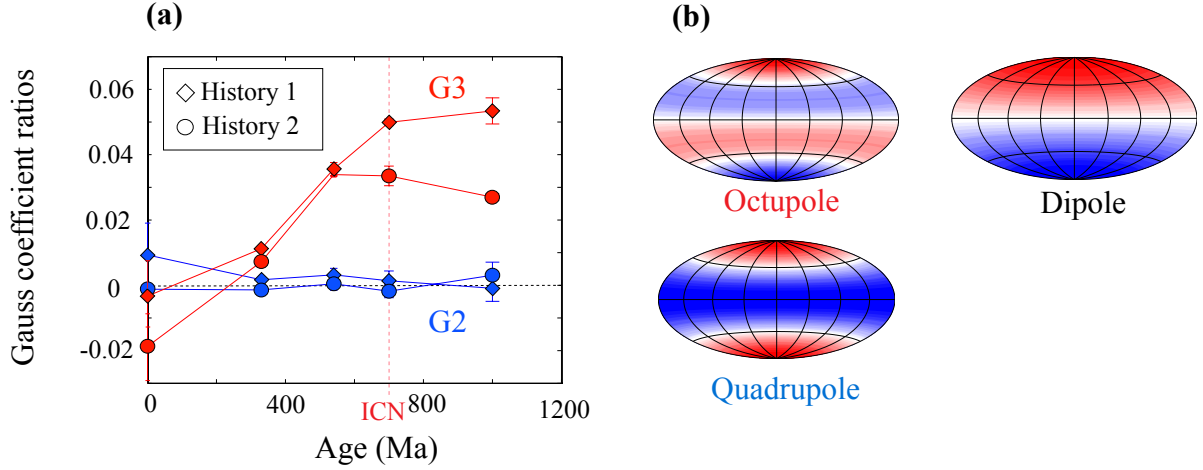 (a)
Gauss coefficient ratios
0.06
0.04
0.02
0
-0.02
History 1
History 2
G3
G2
0
400
ICN
800
1200
Age (Ma)
(b)
Octupole
Dipole
Quadrupole